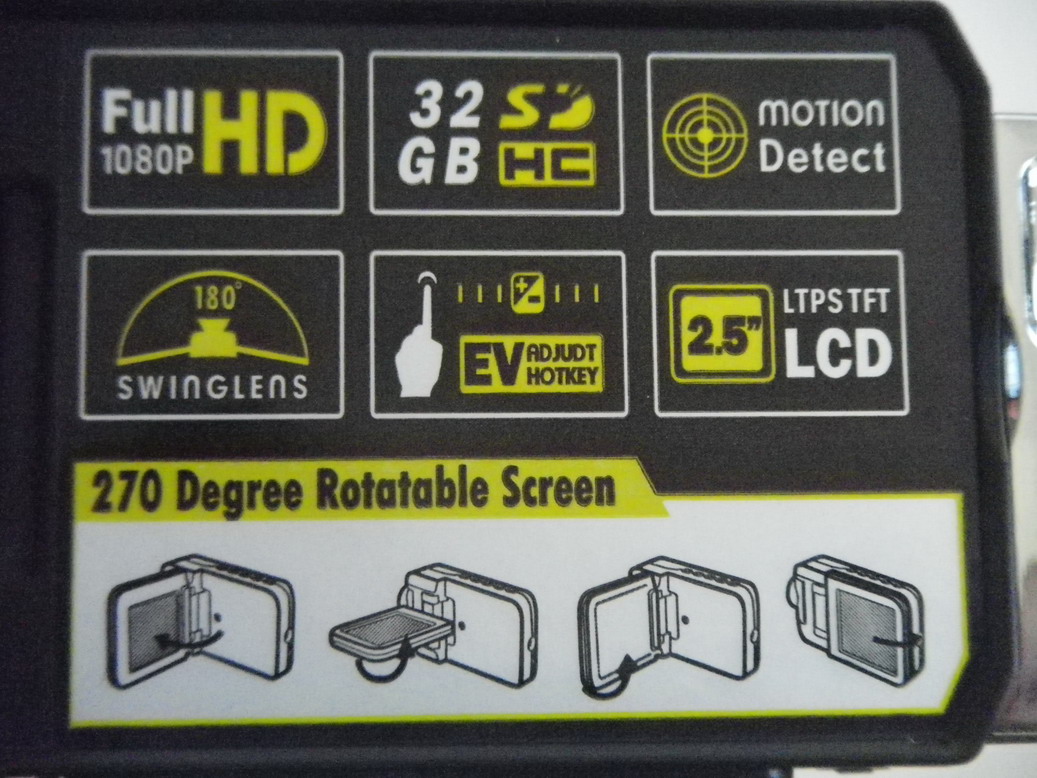 Full HD
1080P
32 SD
GB HC
MOTION
Detect
180°
SWINGLENS
+ -
EV ADJUDT
HOTKEY
2.5"
LTPS TFT
LCD
270 Degree Rotatable Screen